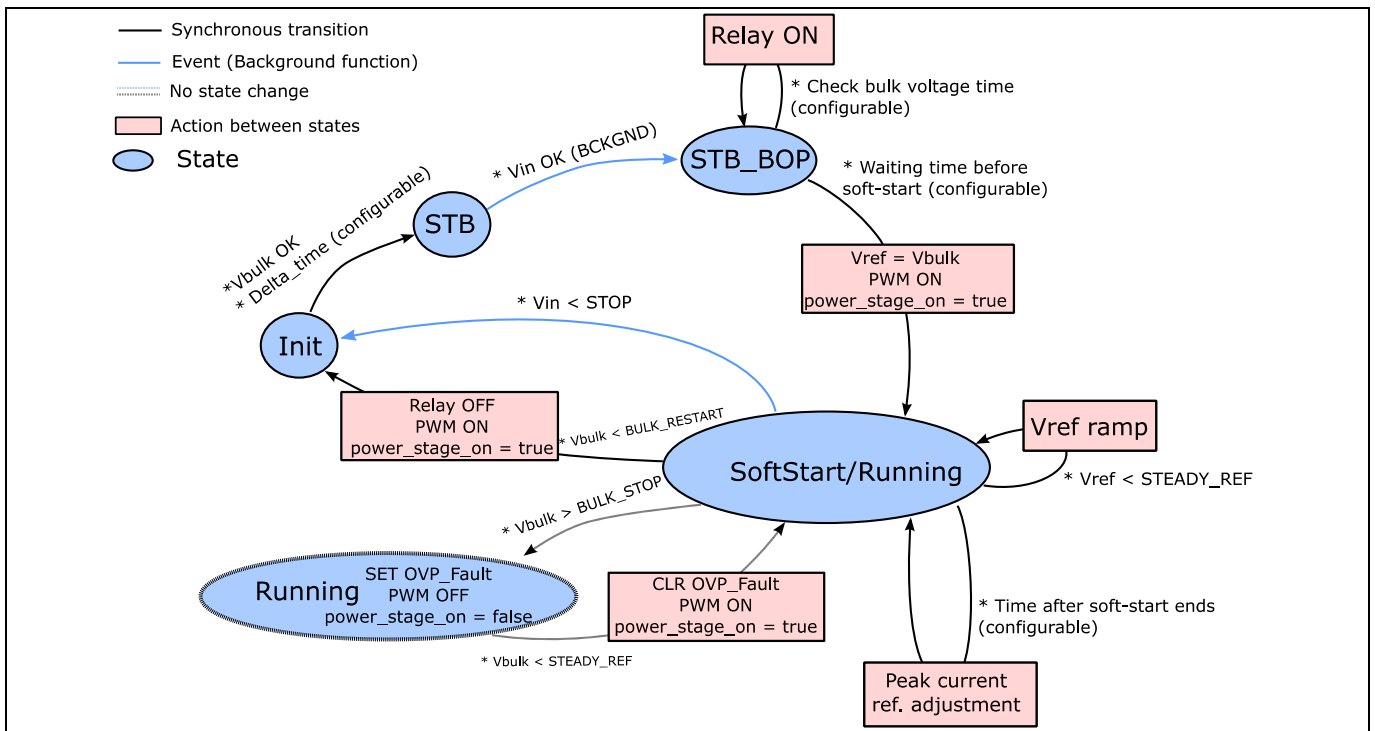 Synchronous transition
Event (Background function)
No state change
Action between states
State
Relay ON
* Check bulk voltage time
(configurable)
STB_BOP
* Vin OK (BCKGND)
* Waiting time before
soft-start (configurable)
STB
*Vbulk OK
* Delta_time (configurable)
Vref = Vbulk
PWM ON
power_stage_on = true
* Vin < STOP
Init
Relay OFF
PWM ON
power_stage_on = true
* Vbulk < BULK_RESTART
Vref ramp
SoftStart/Running
* Vref < STEADY_REF
* Vbulk > BULK_STOP
Running
SET OVP_Fault
PWM OFF
power_stage_on = false
CLR OVP_Fault
PWM ON
power_stage_on = true
* Time after soft-start ends
(configurable)
* Vbulk < STEADY_REF
Peak current
ref. adjustment